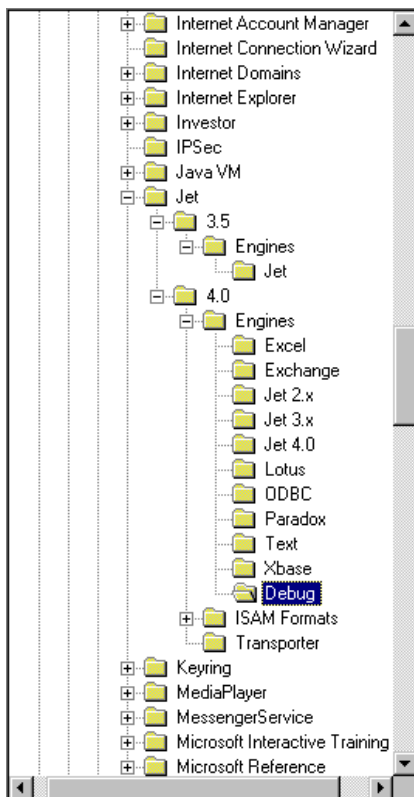 Internet Account Manager
Internet Connection Wizard
Internet Domains
Internet Explorer
Investor
IPSec
Java VM
Jet
3.5
Engines
Jet
4.0
Engines
Excel
Exchange
Jet 2.x
Jet 3.x
Jet 4.0
Lotus
ODBC
Paradox
Text
Xbase
Debug
ISAM Formats
Transporter
Keyring
MediaPlayer
MessengerService
Microsoft Interactive Training
Microsoft Reference